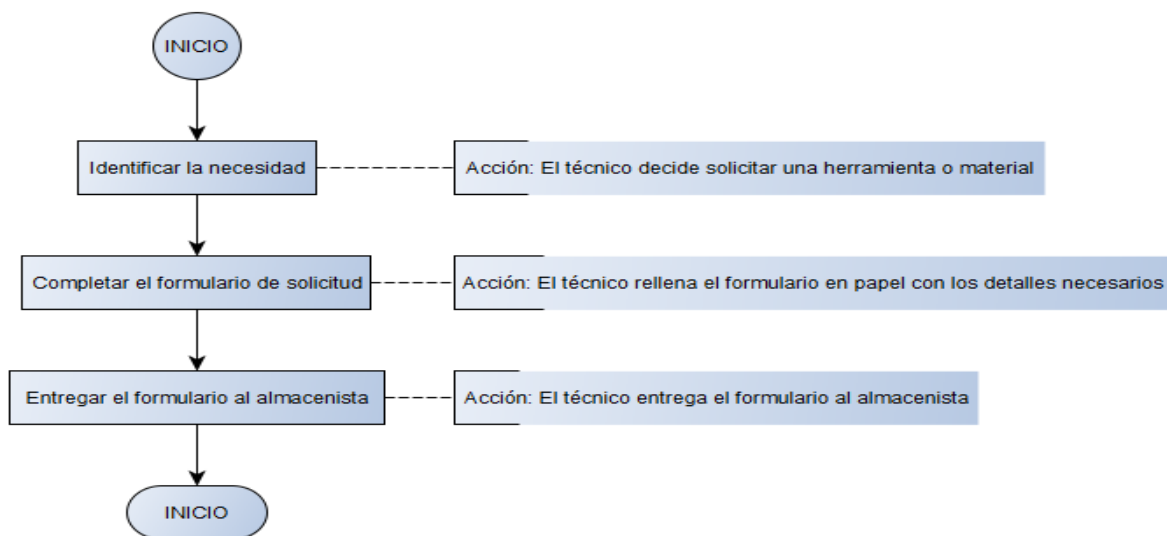 INICIO
Identificar la necesidad
Acción: El técnico decide solicitar una herramienta o material
Completar el formulario de solicitud
Acción: El técnico rellena el formulario en papel con los detalles necesarios
Entregar el formulario al almacenista
Acción: El técnico entrega el formulario al almacenista
INICIO